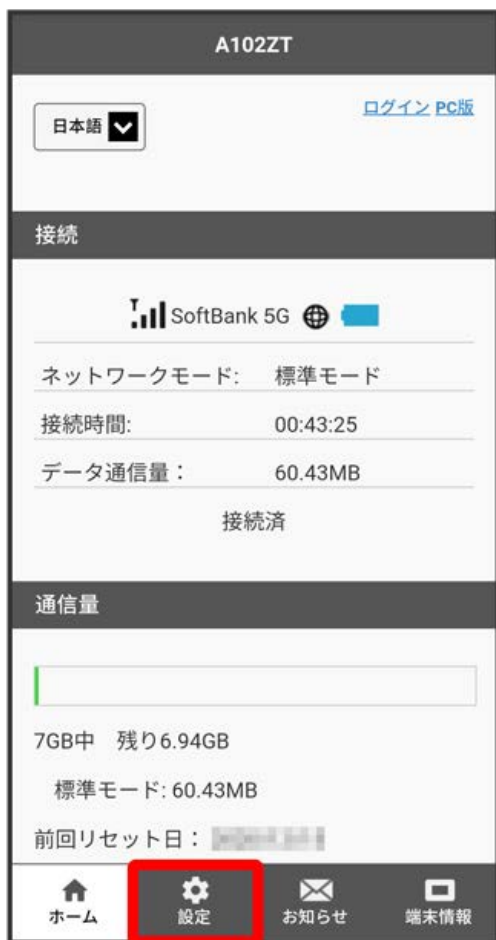 A102ZT
日本語
ログイン PC版
接続
SoftBank 5G
ネットワークモード: 標準モード
接続時間: 00:43:25
データ通信量： 60.43MB
接続済
通信量
7GB中 残り6.94GB
標準モード: 60.43MB
前回リセット日：
ホーム 設定 お知らせ 端末情報